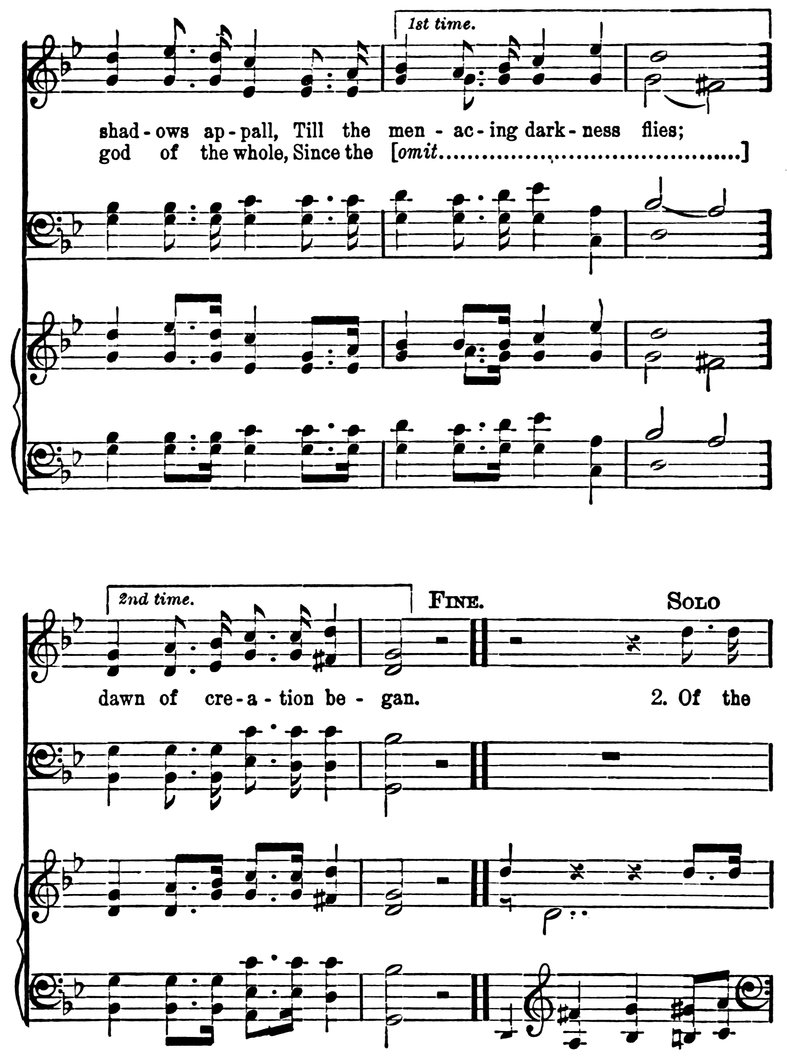 1st time.
shad-ows ap-pall, Till the men-ac-ing dark-ness flies;
god of the whole, Since the [omit........................................]
2nd time. FINE. SOLO
dawn of cre-a-tion be-gan. 2. Of the